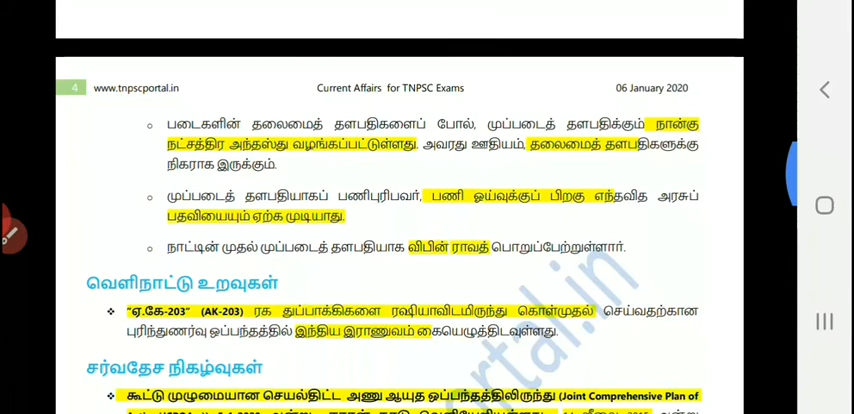 4 www.tnpscportal.in Current Affairs for TNPSC Exams 06 January 2020
o படைகளின் தலைமைத் தளபதிகளைப் போல், முப்படைத் தளபதிக்கும் நான்கு
நட்சத்திர அந்தஸ்து வழங்கப்பட்டுள்ளது. அவரது ஊதியம், தலைமைத் தளபதிகளுக்கு
நிகராக இருக்கும்.
o முப்படைத் தளபதியாகப் பணிபுரிபவர், பணி ஓய்வுக்குப் பிறகு எந்தவித அரசுப்
பதவியையும் ஏற்க முடியாது.
o நாட்டின் முதல் முப்படைத் தளபதியாக விபின் ராவத் பொறுப்பேற்றுள்ளார்.
வெளிநாட்டு உறவுகள்
❖ “ஏ.கே-203” (AK-203) ரக துப்பாக்கிகளை ரஷியாவிடமிருந்து கொள்முதல் செய்வதற்கான
புரிந்துணர்வு ஒப்பந்தத்தில் இந்திய இராணுவம் கையெழுத்திடவுள்ளது.
சர்வதேச நிகழ்வுகள்
❖ கூட்டு முழுமையான செயல்திட்ட அணு ஆயுத ஒப்பந்தத்திலிருந்து (Joint Comprehensive Plan of
ortal.in